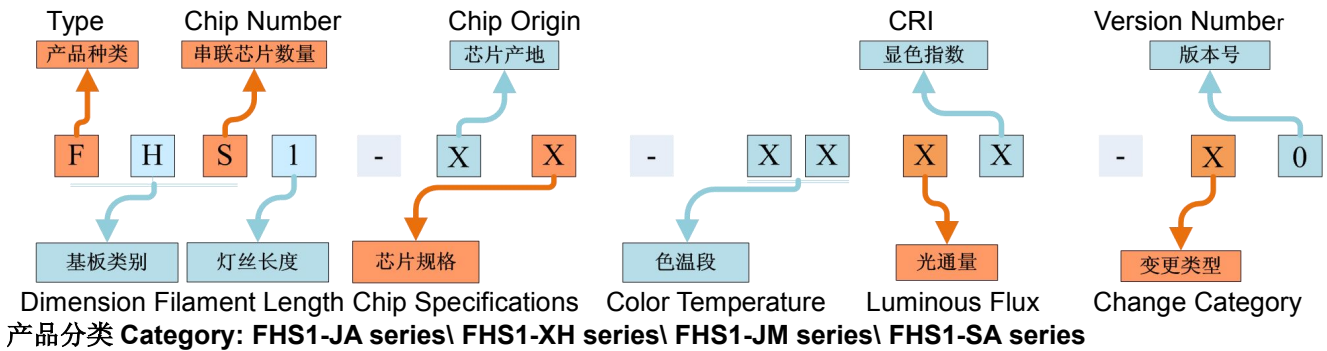 Type Chip Number Chip Origin CRI Version Number
产品种类 串联芯片数量 芯片产地 显色指数 版本号
F H S 1 - X X - X X X X - X 0
基板类别 灯丝长度 芯片规格 色温段 光通量 变更类型
Dimension Filament Length Chip Specifications Color Temperature Luminous Flux Change Category
产品分类 Category: FHS1-JA series\ FHS1-XH series\ FHS1-JM series\ FHS1-SA series